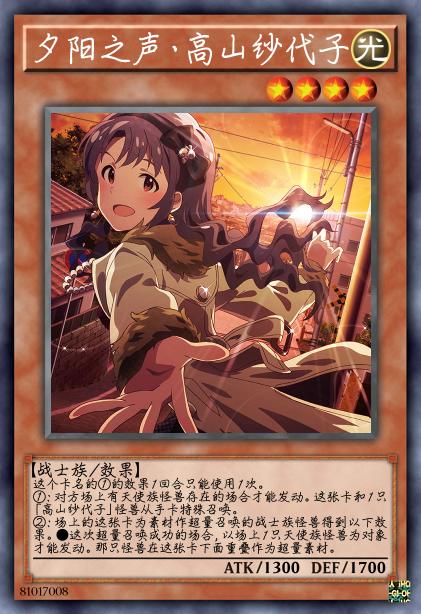 夕阳之声·高山纱代子
光
【战士族/效果】
这个卡名的①的效果1回合只能使用1次。
①:对方场上有天使族怪兽存在的场合才能发动。这张卡和1只
「高山纱代子」怪兽从手卡特殊召唤。
②:场上的这张卡为素材作超量召唤的战士族怪兽得到以下效
果。●这次超量召唤成功的场合,以场上1只天使族怪兽为对象
才能发动。那只怪兽在这张卡下面重叠作为超量素材。
ATK/1300 DEF/1700
81017008